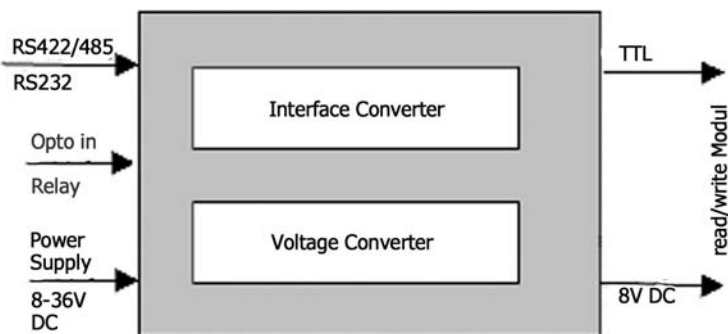 RS422/485
RS232
Opto in
Relay
Power
Supply
8-36V
DC
Interface Converter
Voltage Converter
TTL
8V DC
read/write Modul